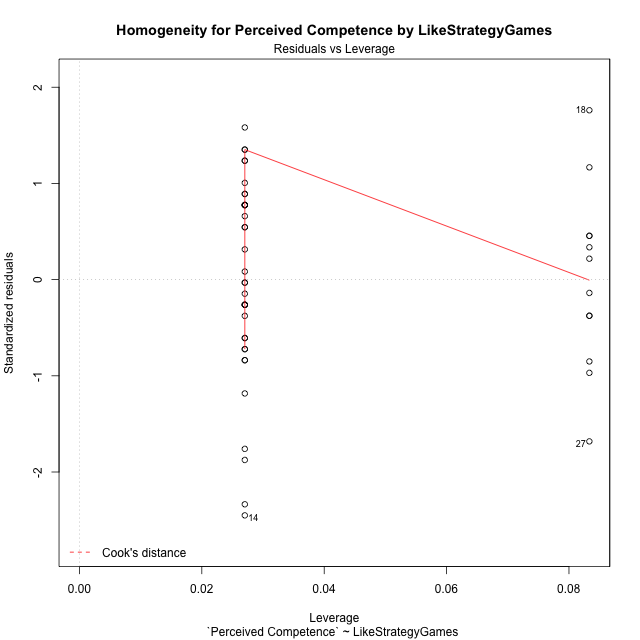 Homogeneity for Perceived Competence by LikeStrategyGames
Residuals vs Leverage
2
1
0
-1
-2
Standardized residuals
18
27
14
Cook's distance
0.00 0.02 0.04 0.06 0.08
Leverage
`Perceived Competence` ~ LikeStrategyGames